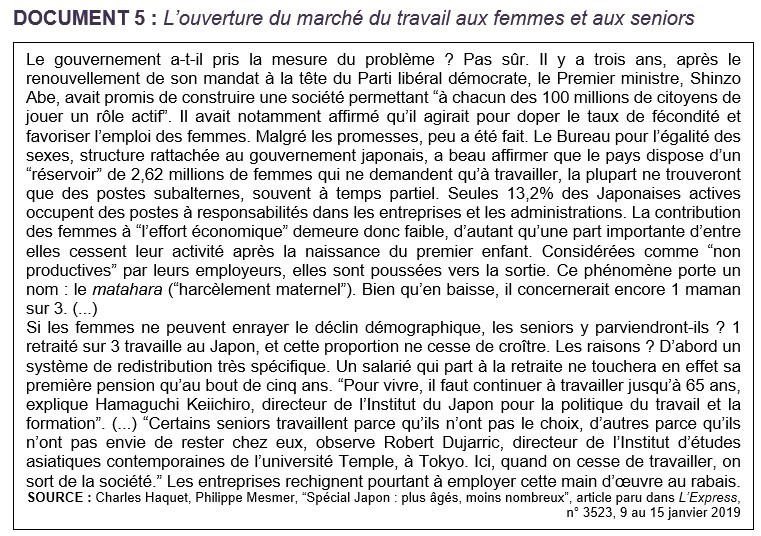 DOCUMENT 5 : L’ouverture du marché du travail aux femmes et aux seniors
Le gouvernement a-t-il pris la mesure du problème ? Pas sûr. Il y a trois ans, après le
renouvellement de son mandat à la tête du Parti libéral démocrate, le Premier ministre, Shinzo
Abe, avait promis de construire une société permettant “à chacun des 100 millions de citoyens de
jouer un rôle actif”. Il avait notamment affirmé qu’il agirait pour doper le taux de fécondité et
favoriser l’emploi des femmes. Malgré les promesses, peu a été fait. Le Bureau pour l’égalité des
sexes, structure rattachée au gouvernement japonais, a beau affirmer que le pays dispose d’un
“réservoir” de 2,62 millions de femmes qui ne demandent qu’à travailler, la plupart ne trouveront
que des postes subalternes, souvent à temps partiel. Seules 13,2% des Japonaises actives
occupent des postes à responsabilités dans les entreprises et les administrations. La contribution
des femmes à “l’effort économique” demeure donc faible, d’autant qu’une part importante d’entre
elles cessent leur activité après la naissance du premier enfant. Considérées comme “non
productives” par leurs employeurs, elles sont poussées vers la sortie. Ce phénomène porte un
nom : le matahara (“harcèlement maternel”). Bien qu’en baisse, il concernerait encore 1 maman
sur 3. (...)
Si les femmes ne peuvent enrayer le déclin démographique, les seniors y parviendront-ils ? 1
retraité sur 3 travaille au Japon, et cette proportion ne cesse de croître. Les raisons ? D’abord un
système de redistribution très spécifique. Un salarié qui part à la retraite ne touchera en effet sa
première pension qu’au bout de cinq ans. “Pour vivre, il faut continuer à travailler jusqu’à 65 ans,
explique Hamaguchi Keiichiro, directeur de l’Institut du Japon pour la politique du travail et la
formation”. (...) “Certains seniors travaillent parce qu’ils n’ont pas le choix, d’autres parce qu’ils
n’ont pas envie de rester chez eux, observe Robert Dujarric, directeur de l’Institut d’études
asiatiques contemporaines de l’université Temple, à Tokyo. Ici, quand on cesse de travailler, on
sort de la société.” Les entreprises rechignent pourtant à employer cette main d’œuvre au rabais.
SOURCE : Charles Haquet, Philippe Mesmer, “Spécial Japon : plus âgés, moins nombreux”, article paru dans L’Express,
n° 3523, 9 au 15 janvier 2019